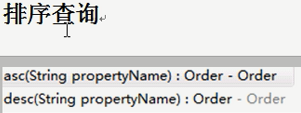 排序查询
asc(String propertyName) : Order - Order
desc(String propertyName) : Order - Order